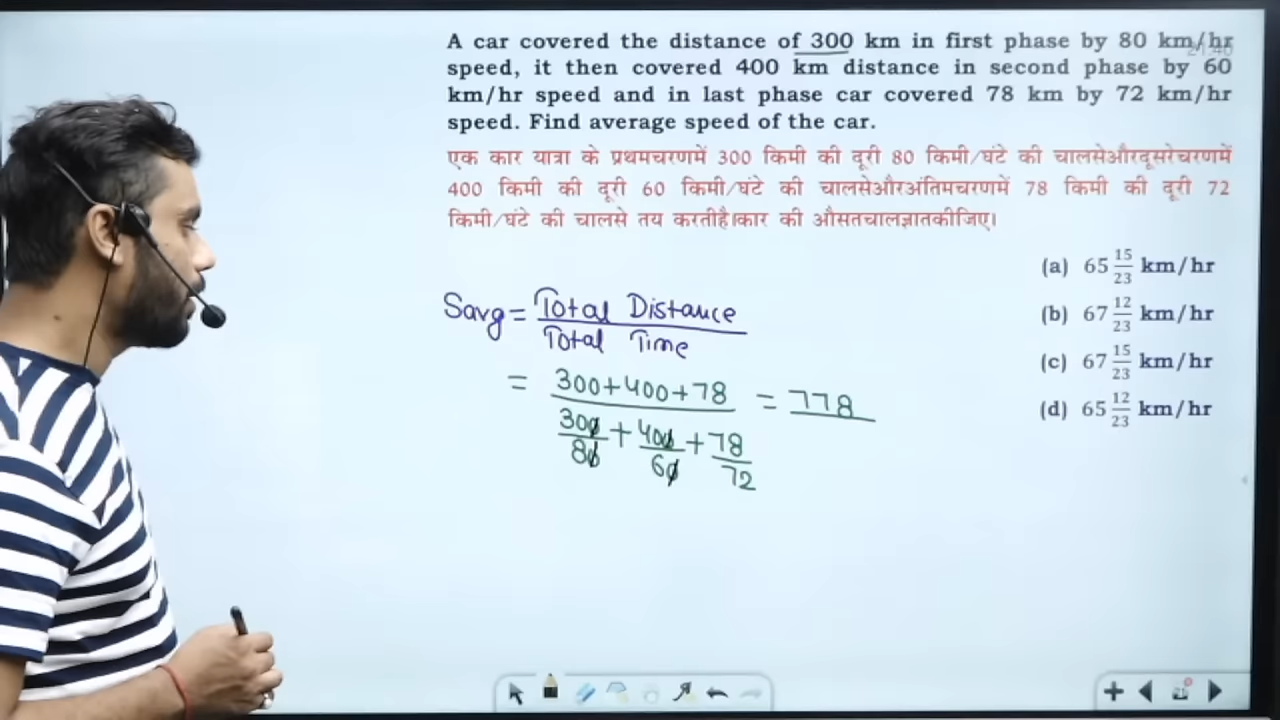 A car covered the distance of 300 km in first phase by 80 km/hr
speed, it then covered 400 km distance in second phase by 60
km/hr speed and in last phase car covered 78 km by 72 km/hr
speed. Find average speed of the car.
एक कार यात्रा के प्रथमचरणमें 300 किमी की दूरी 80 किमी/घंटे की चालसेऔरदूसरेचरणमें
400 किमी की दूरी 60 किमी/घंटे की चालसेऔरअंतिमचरणमें 78 किमी की दूरी 72
किमी/घंटे की चालसे तय करतीहै।कार की औसतचालज्ञातकीजिए।
(a) 65 15/23 km/hr
(b) 67 12/23 km/hr
(c) 67 15/23 km/hr
(d) 65 12/23 km/hr
Savg = Total Distance
Total Time
= 300+400+78 = 778
300/80 + 400/60 + 78/72